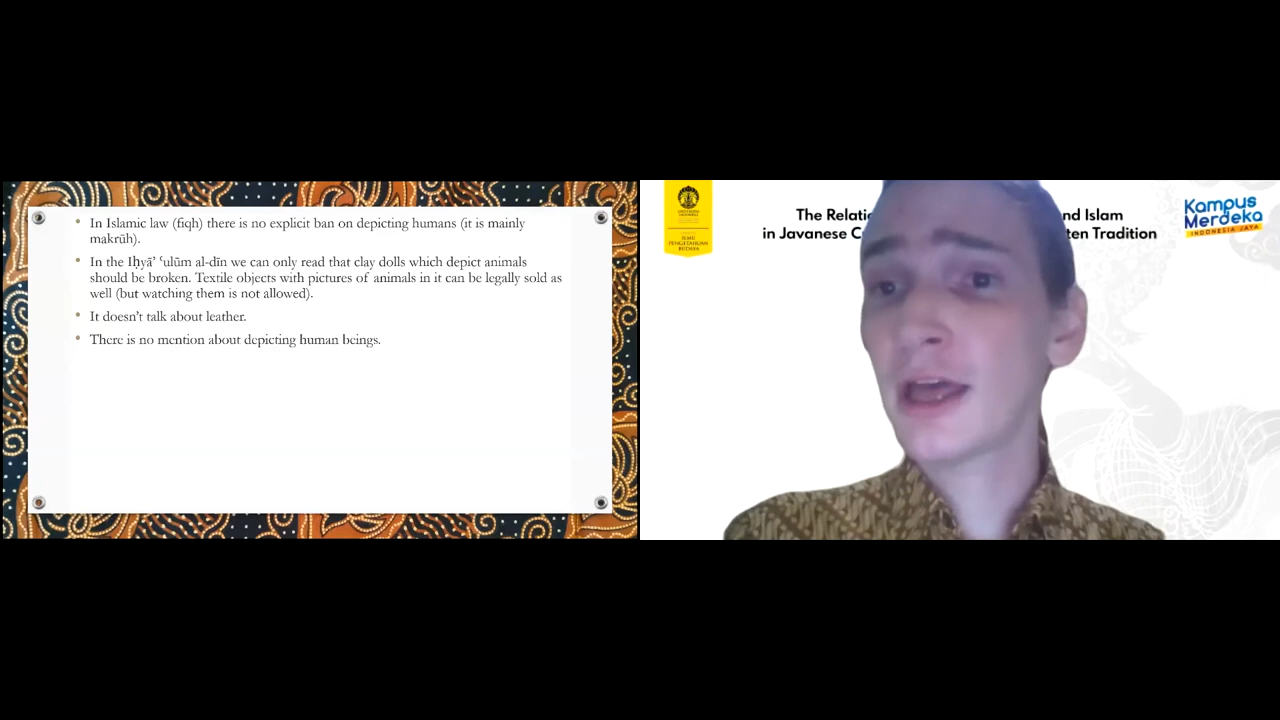 In Islamic law (fiqh) there is no explicit ban on depicting humans (it is mainly
makrūh).
In the Iḥyā' 'ulūm al-dīn we can only read that clay dolls which depict animals
should be broken. Textile objects with pictures of animals in it can be legally sold as
well (but watching them is not allowed).
It doesn't talk about leather.
There is no mention about depicting human beings.
ILMU
PENGETAHUAN
BUDAYA
The nd Islam
in Javanese Tradition
Kampus
Merdeka
INDONESIA JAYA